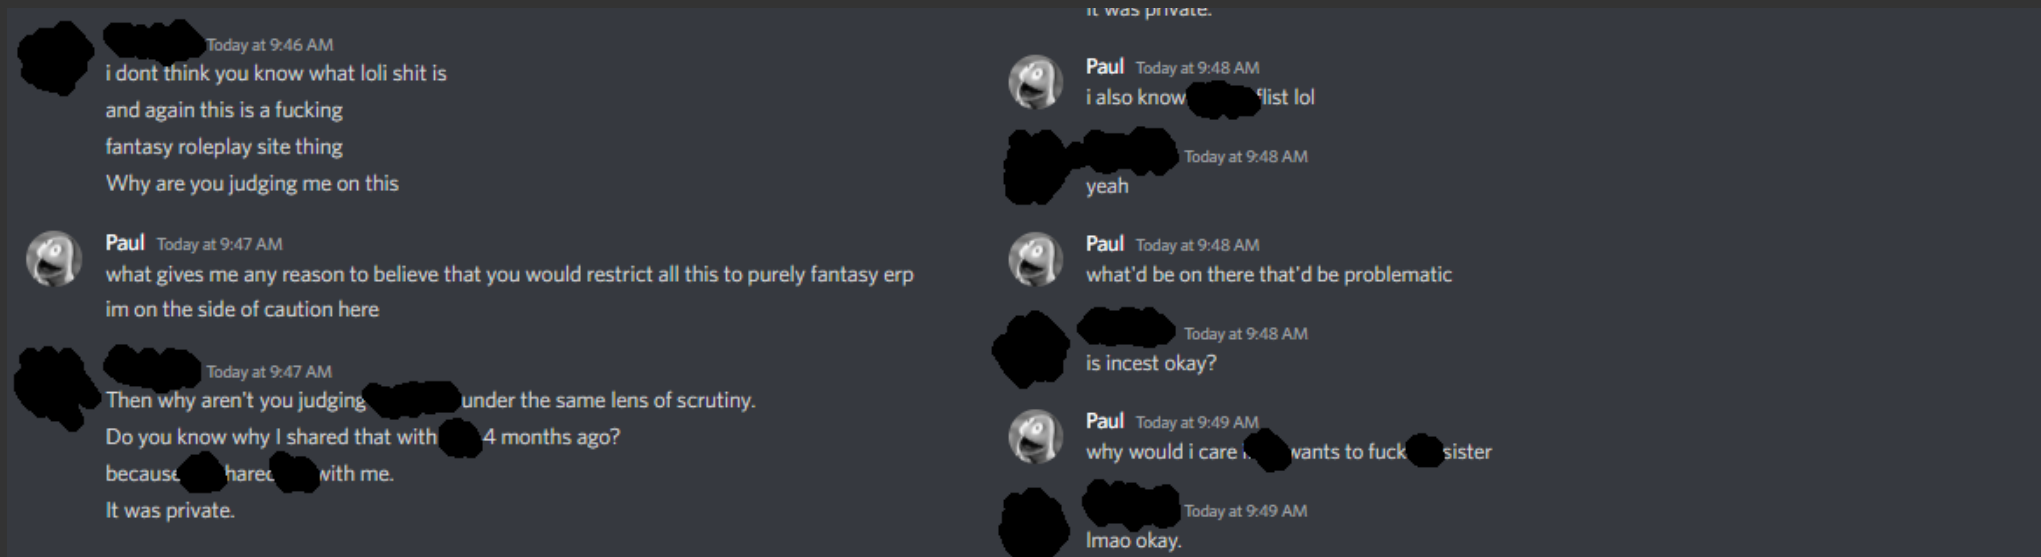 Today at 9:46 AM
i dont think you know what loli shit is
and again this is a fucking
fantasy roleplay site thing
Why are you judging me on this
Paul Today at 9:47 AM
what gives me any reason to believe that you would restrict all this to purely fantasy erp
im on the side of caution here
Today at 9:47 AM
Then why aren't you judging under the same lens of scrutiny.
Do you know why I shared that with 4 months ago?
because with me.
It was private.
It was private.
Paul Today at 9:48 AM
i also know flist lol
Today at 9:48 AM
yeah
Paul Today at 9:48 AM
what'd be on there that'd be problematic
Today at 9:48 AM
is incest okay?
Paul Today at 9:49 AM
why would i care wants to fuck sister
Today at 9:49 AM
lmao okay.